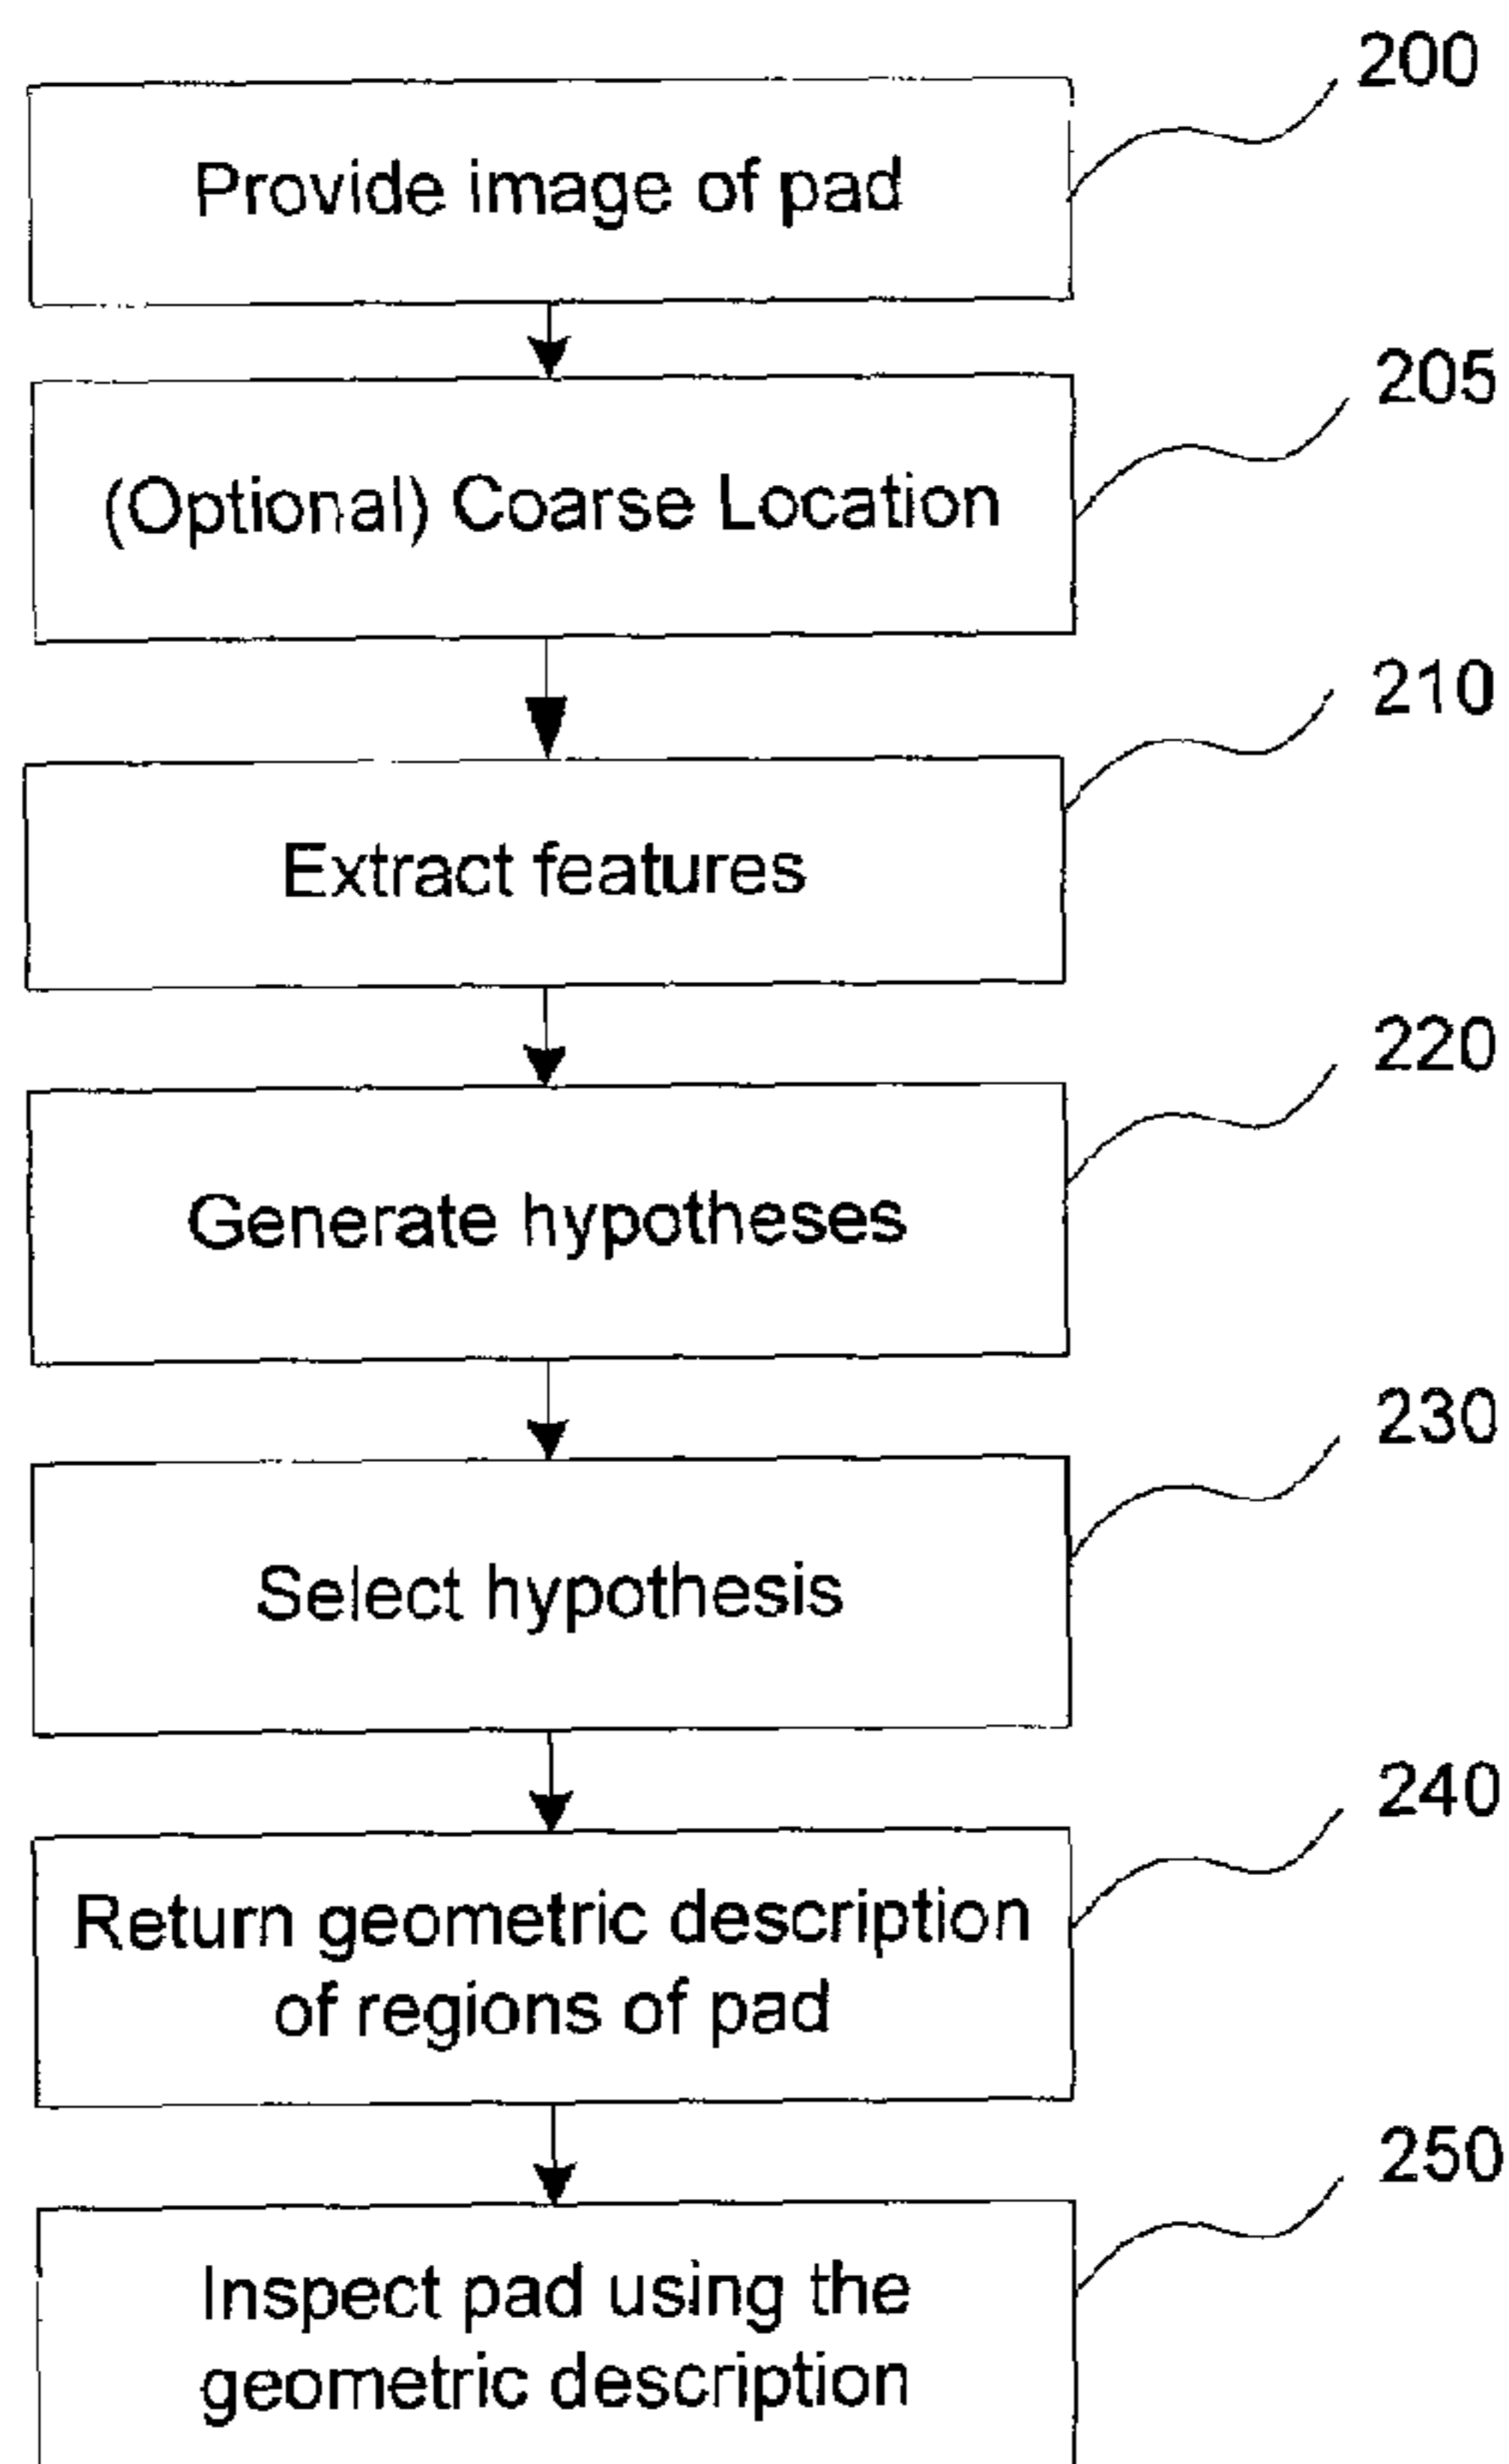 200
Provide image of pad
205
(Optional) Coarse Location
210
Extract features
220
Generate hypotheses
230
Select hypothesis
240
Return geometric description
of regions of pad
250
Inspect pad using the
geometric description